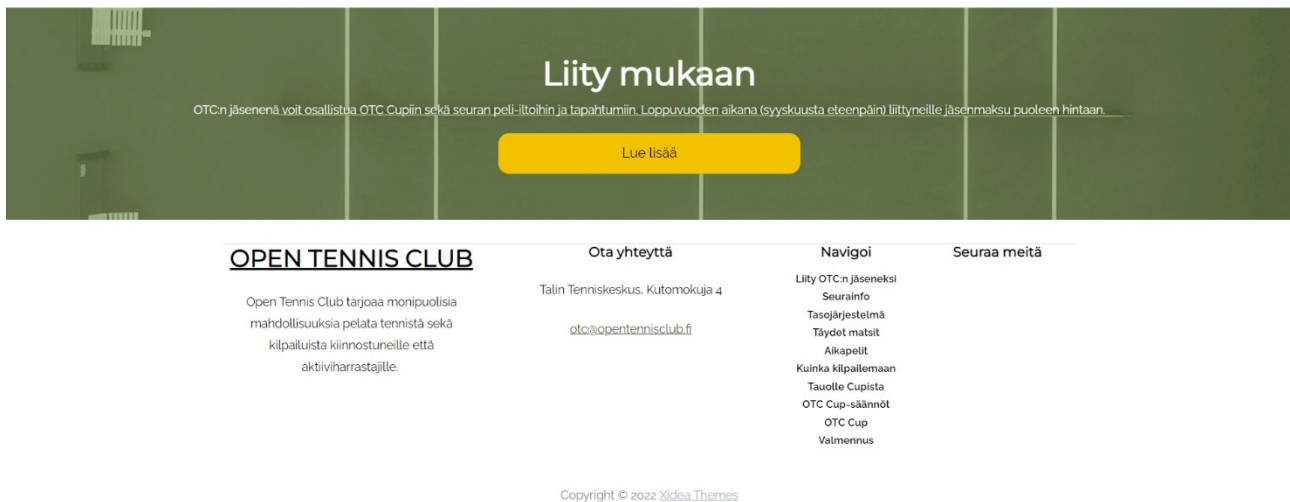 Liity mukaan
OTC:n jäsenenä voit osallistua OTC Cupiin sekä seuran peli-iltoihin ja tapahtumiin. Loppuvuoden aikana (syyskuusta eteenpäin) liittyneille jäsenmaksu puoleen hintaan.
Lue lisää
OPEN TENNIS CLUB
Open Tennis Club tarjoaa monipuolisia
mahdollisuuksia pelata tennistä sekä
kilpailuista kiinnostuneille että
aktiiviharrastajille.
Ota yhteyttä
Talin Tenniskeskus, Kutomokuja 4
otc@opentennisclub.fi
Navigoi
Liity OTC:n jäseneksi
Seurainfo
Tasojärjestelmä
Täydet matsit
Aikapelit
Kuinka kilpailemaan
Tauolle Cupista
OTC Cup-säännöt
OTC Cup
Valmennus
Seuraa meitä
Copyright © 2022 Xidea Themes